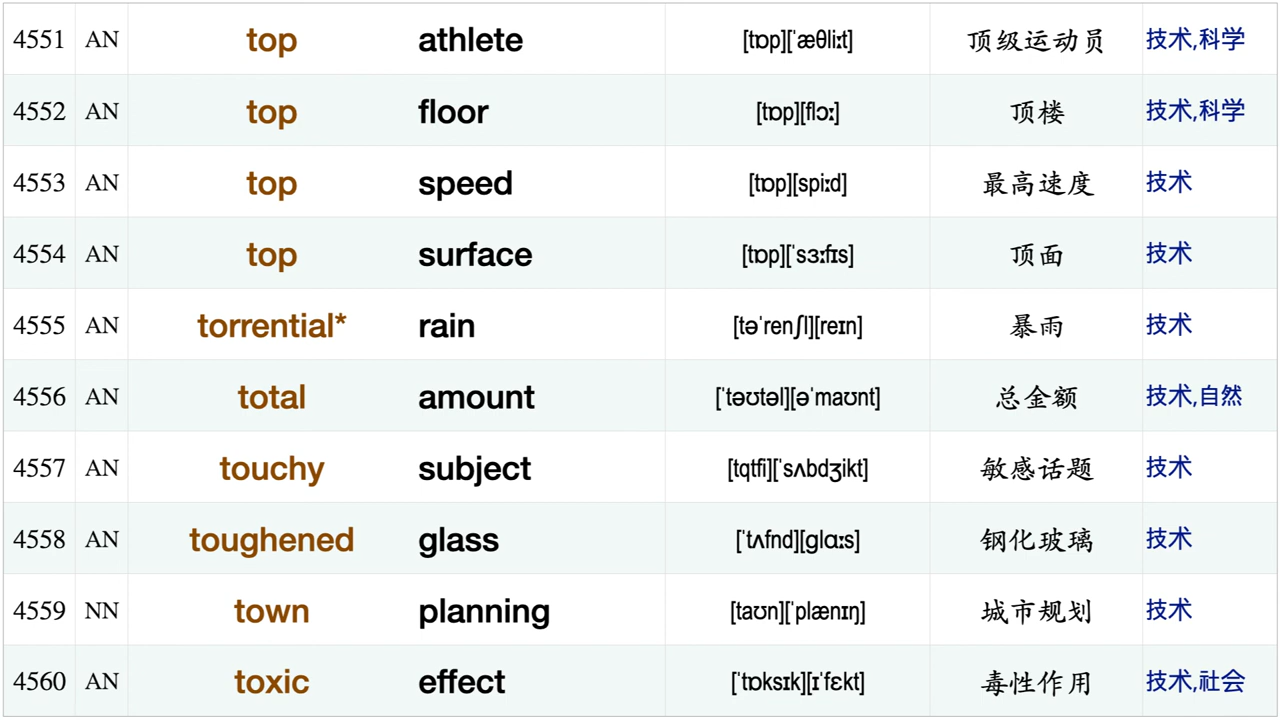 4551 AN top athlete [tɒp][ˈæθliːt] 顶级运动员 技术,科学
4552 AN top floor [tɒp][flɔː] 顶楼 技术,科学
4553 AN top speed [tɒp][spiːd] 最高速度 技术
4554 AN top surface [tɒp][ˈsɜːfɪs] 顶面 技术
4555 AN torrential* rain [təˈrenʃl][reɪn] 暴雨 技术
4556 AN total amount [ˈtəʊtəl][əˈmaʊnt] 总金额 技术,自然
4557 AN touchy subject [tqtfi][ˈsʌbdʒikt] 敏感话题 技术
4558 AN toughened glass [ˈtʌfnd][glɑːs] 钢化玻璃 技术
4559 NN town planning [taʊn][ˈplænɪŋ] 城市规划 技术
4560 AN toxic effect [ˈtɒksɪk][ɪˈfɛkt] 毒性作用 技术,社会